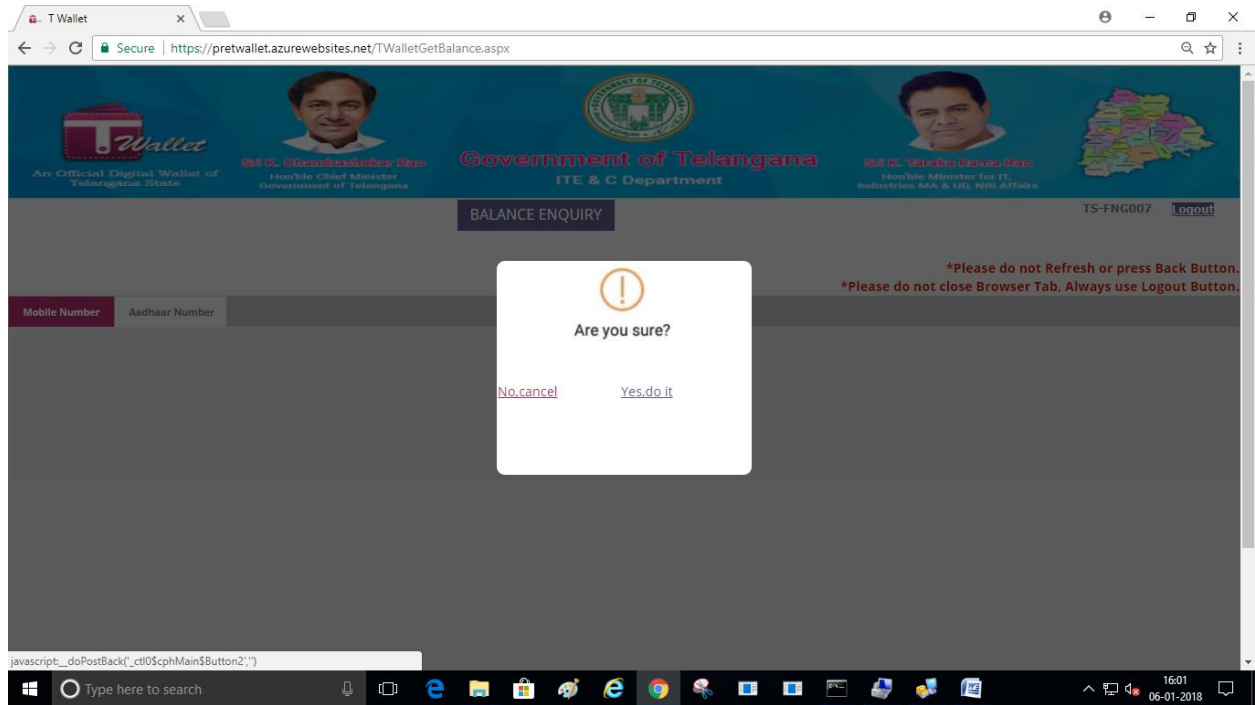 T Wallet
Secure | https://pretwallet.azurewebsites.net/TWalletGetBalance.aspx
TWallet
An Official Digital Wallet of
Telangana State
Sri K. Chandrashekar Rao
Hon'ble Chief Minister
Government of Telangana
Government of Telangana
ITE & C Department
Sri K. Taraka Rama Rao
Hon'ble Minister for IT,
Industries MA & UD, NRI Affairs
BALANCE ENQUIRY
TS-FNG007 Logout
*Please do not Refresh or press Back Button.
*Please do not close Browser Tab, Always use Logout Button.
Mobile Number Aadhaar Number
Are you sure?
No,cancel Yes,do it
javascript:__doPostBack('_ctl0$cphMain$Button2','')
Type here to search
16:01
06-01-2018